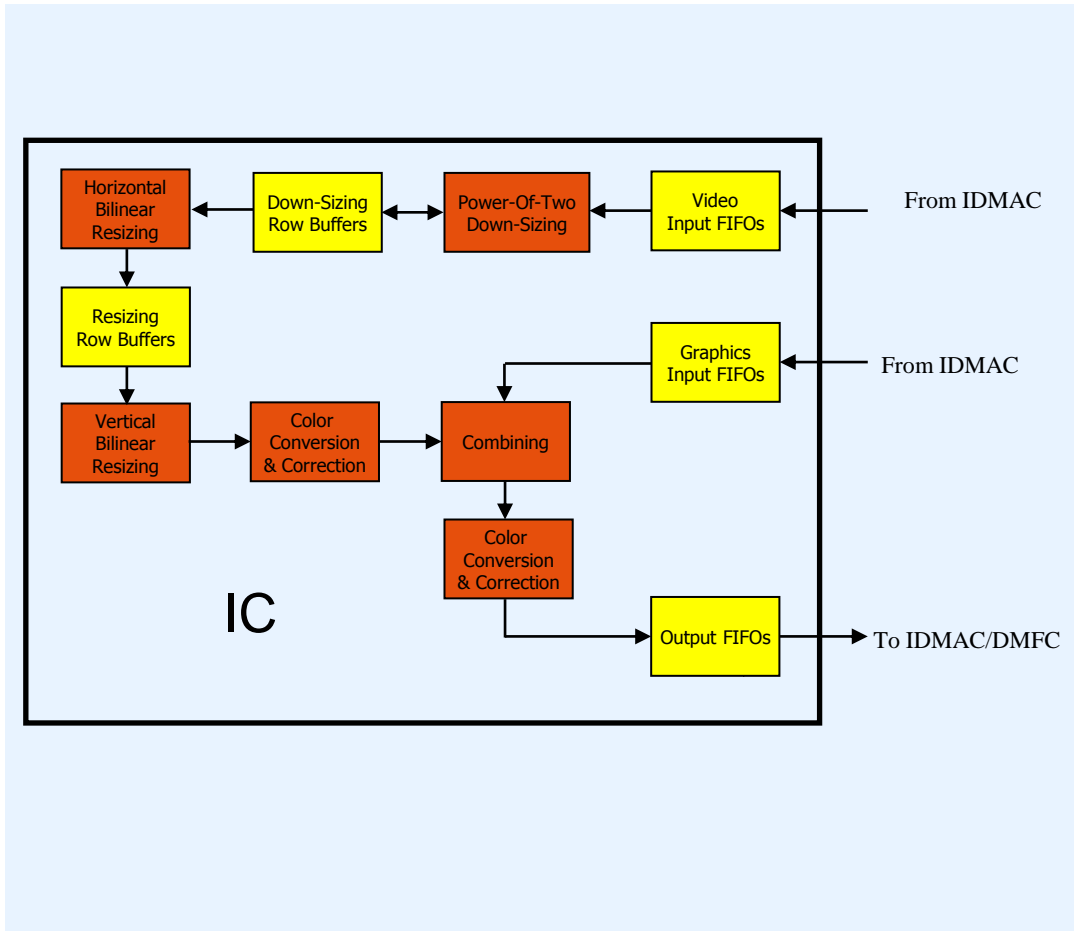 Horizontal
Bilinear
Resizing
Down-Sizing
Row Buffers
Power-Of-Two
Down-Sizing
Video
Input FIFOs
From IDMAC
Resizing
Row Buffers
Graphics
Input FIFOs
From IDMAC
Vertical
Bilinear
Resizing
Color
Conversion
& Correction
Combining
Color
Conversion
& Correction
IC
Output FIFOs
To IDMAC/DMFC